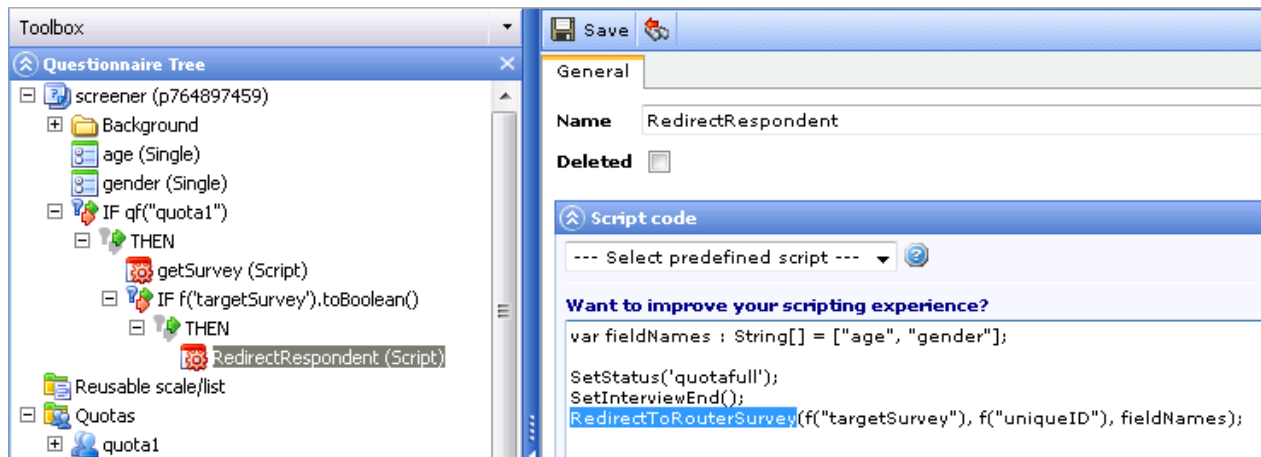 Toolbox
Questionnaire Tree
screener (p764897459)
Background
age (Single)
gender (Single)
IF qf("quota1")
THEN
getSurvey (Script)
IF f('targetSurvey').toBoolean()
THEN
RedirectRespondent (Script)
Reusable scale/list
Quotas
quota1
Save
General
Name RedirectRespondent
Deleted
Script code
--- Select predefined script ---
Want to improve your scripting experience?
var fieldNames : String[] = ["age", "gender"];
SetStatus('quotafull');
SetInterviewEnd();
RedirectToRouterSurvey(f("targetSurvey"), f("uniqueID"), fieldNames);